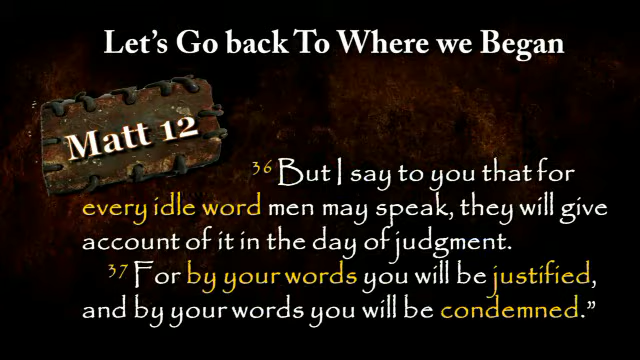 Let’s Go back To Where we Began
Matt 12
36 But I say to you that for
every idle word men may speak, they will give
account of it in the day of judgment.
37 For by your words you will be justified,
and by your words you will be condemned.”